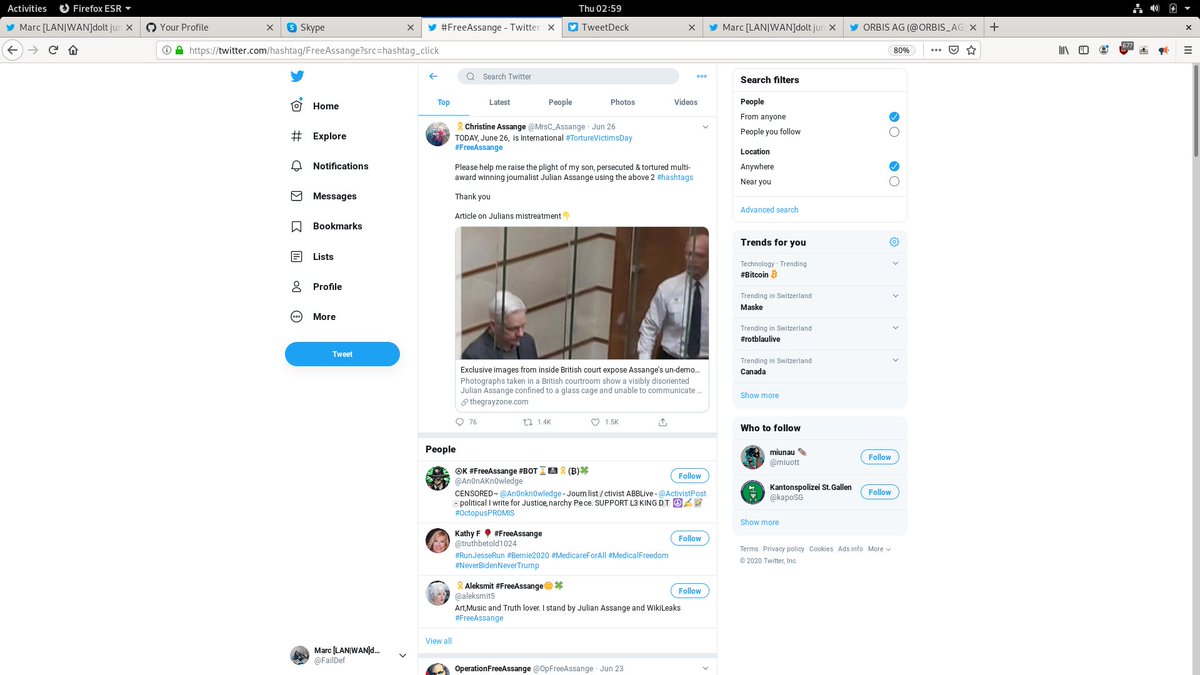 Activities Firefox ESR Thu 02:59
Marc [LAN|WAN]dolt jun
Your Profile
Skype
#FreeAssange - Twitter
TweetDeck
Marc [LAN|WAN]dolt jun
ORBIS AG (@ORBIS_AG
https://twitter.com/hashtag/FreeAssange?src=hashtag_click
80%
677
Home
Explore
Notifications
Messages
Bookmarks
Lists
Profile
More
Tweet
Marc [LAN|WAN]d...
@FailDef
Search Twitter
Top Latest People Photos Videos
Christine Assange @MrsC_Assange · Jun 26
TODAY, June 26, is International #TortureVictimsDay
#FreeAssange
Please help me raise the plight of my son, persecuted & tortured multi-
award winning journalist Julian Assange using the above 2 #hashtags
Thank you
Article on Julians mistreatment👇
Exclusive images from inside British court expose Assange's un-demo...
Photographs taken in a British courtroom show a visibly disoriented
Julian Assange confined to a glass cage and unable to communicate ...
thegrayzone.com
76 1.4K 1.5K
People
K #FreeAssange #BOT
@An0nAKn0wledge
Follow
CENSORED~ @An0nkn0wledge - Journ list / ctivist ABBLive - @ActivistPost
- political I write for Justice, narchy Pe ce. SUPPORT L3 KING D.T
#OctopusPROMIS
Kathy F 🌹 #FreeAssange
@truthbetold1024
Follow
#RunJesseRun #Bernie2020 #MedicareForAll #MedicalFreedom
#NeverBidenNeverTrump
Aleksmit #FreeAssange
@aleksmit5
Follow
Art,Music and Truth lover. I stand by Julian Assange and WikiLeaks
#FreeAssange
View all
OperationFreeAssange @OpFreeAssange · Jun 23
Search filters
People
From anyone
People you follow
Location
Anywhere
Near you
Advanced search
Trends for you
Technology · Trending
#Bitcoin
Trending in Switzerland
Maske
Trending in Switzerland
#rotblaulive
Trending in Switzerland
Canada
Show more
Who to follow
miunau
@miuott
Follow
Kantonspolizei St.Gallen
@kapoSG
Follow
Show more
Terms Privacy policy Cookies Ads info More
© 2020 Twitter, Inc.